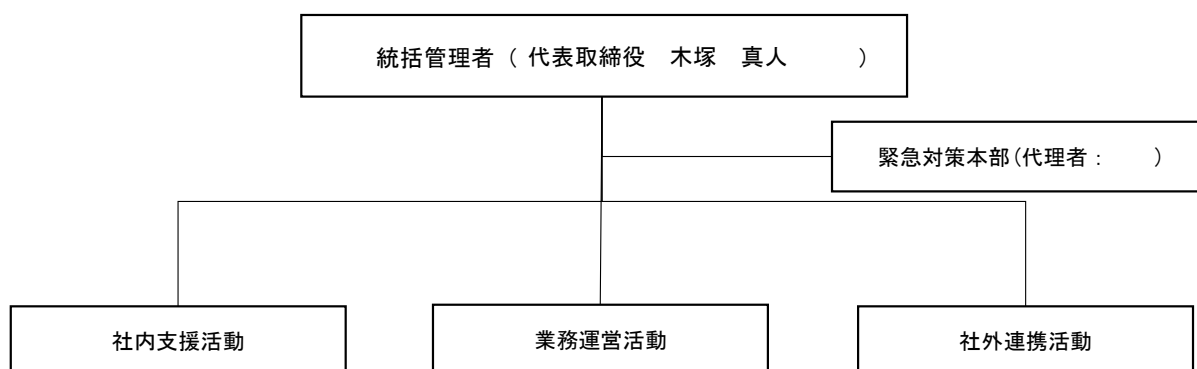 統括管理者（ 代表取締役　木塚　真人　　　）
緊急対策本部(代理者：　　　)
社内支援活動
業務運営活動
社外連携活動